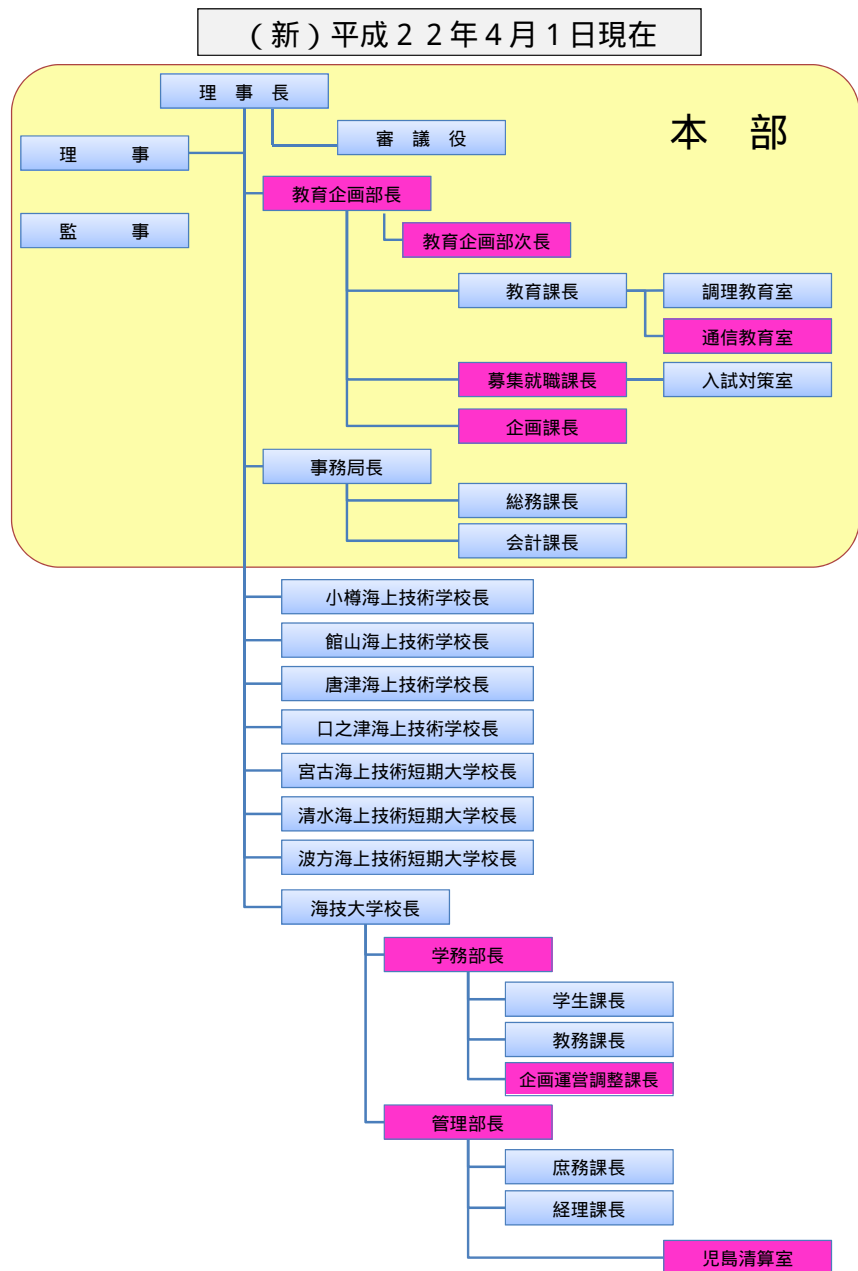 （新）平成２２年４月１日現在
理　事　長
本　部
審　議　役
理　　　事
教育企画部長
監　　　事
教育企画部次長
教育課長
調理教育室
通信教育室
募集就職課長
入試対策室
企画課長
事務局長
総務課長
会計課長
小樽海上技術学校長
館山海上技術学校長
唐津海上技術学校長
口之津海上技術学校長
宮古海上技術短期大学校長
清水海上技術短期大学校長
波方海上技術短期大学校長
海技大学校長
学務部長
学生課長
教務課長
企画運営調整課長
管理部長
庶務課長
経理課長
児島清算室